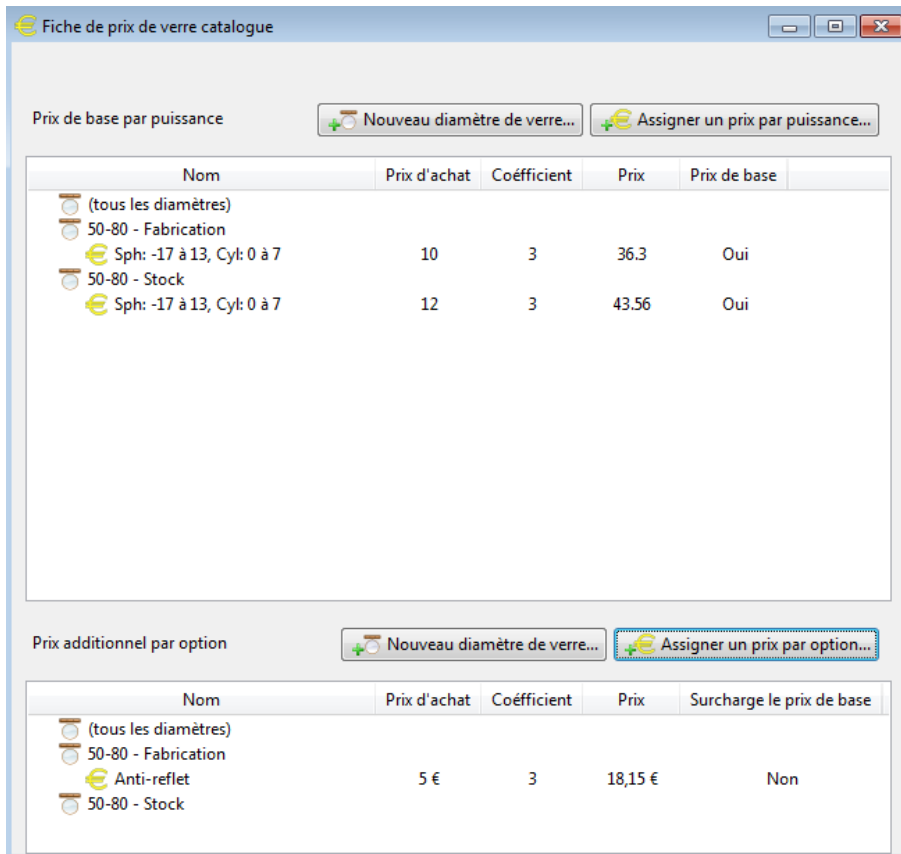 Fiche de prix de verre catalogue
Prix de base par puissance Nouveau diamètre de verre... Assigner un prix par puissance...
Nom Prix d'achat Coéfficient Prix Prix de base
(tous les diamètres)
50-80 - Fabrication
Sph: -17 à 13, Cyl: 0 à 7 10 3 36.3 Oui
50-80 - Stock
Sph: -17 à 13, Cyl: 0 à 7 12 3 43.56 Oui
Prix additionnel par option Nouveau diamètre de verre... Assigner un prix par option...
Nom Prix d'achat Coéfficient Prix Surcharge le prix de base
(tous les diamètres)
50-80 - Fabrication
Anti-reflet 5 € 3 18,15 € Non
50-80 - Stock